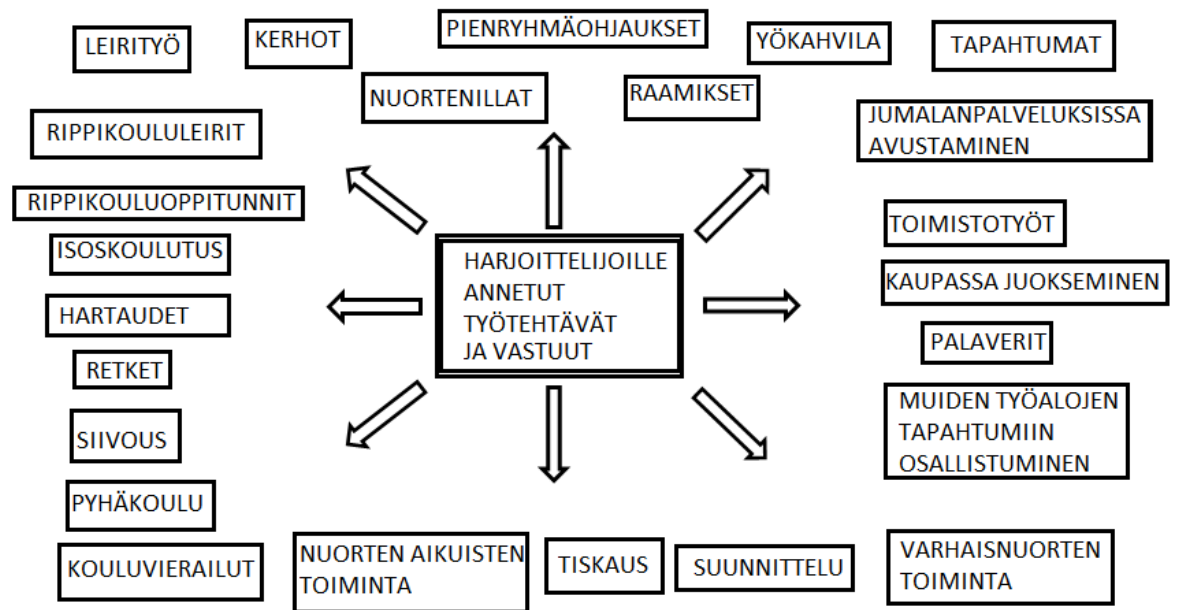 LEIRITYÖ
KERHOT
PIENRYHMÄOHJAUKSET
YÖKAHVILA
TAPAHTUMAT
NUORTENILLAT
RAAMIKSET
RIPPIKOULULEIRIT
JUMALANPALVELUKSISSA
AVUSTAMINEN
RIPPIKOULUOPPITUNNIT
ISOSKOULUTUS
HARTAUDET
RETKET
SIIVOUS
PYHÄKOULU
KOULUVIERAILUT
HARJOITTELIJOILLE
ANNETUT
TYÖTEHTÄVÄT
JA VASTUUT
TOIMISTOTYÖT
KAUPASSA JUOKSEMINEN
PALAVERIT
MUIDEN TYÖALOJEN
TAPAHTUMIIN
OSALLISTUMINEN
NUORTEN AIKUISTEN
TOIMINTA
TISKAUS
SUUNNITTELU
VARHAISNUORTEN
TOIMINTA